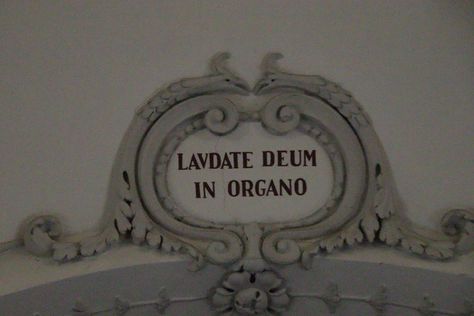 LAVDATE DEUM
IN ORGANO